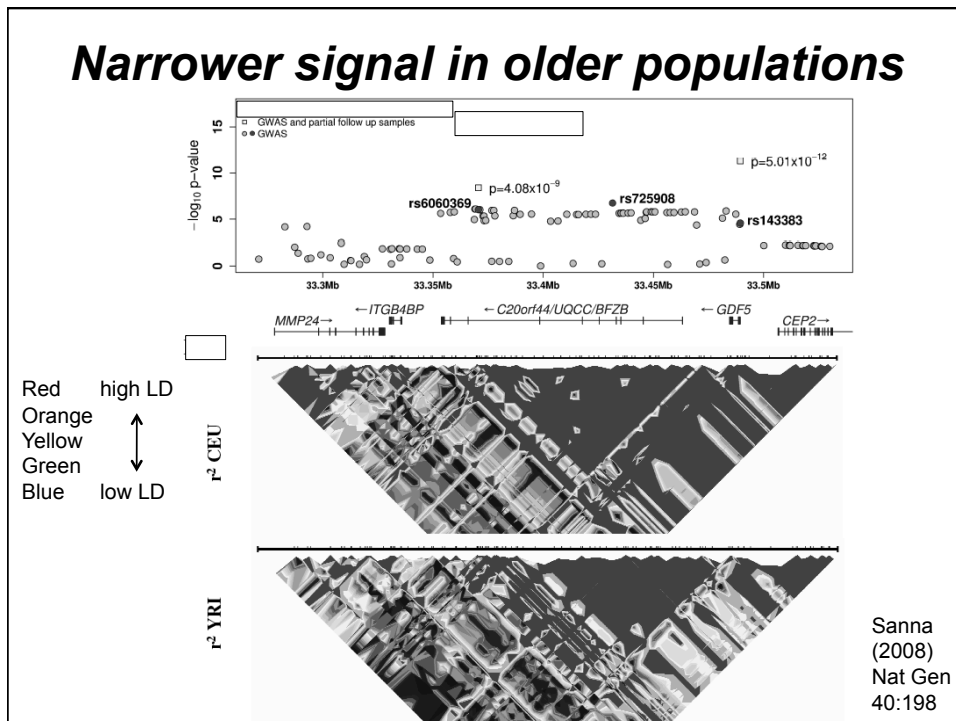 Narrower signal in older populations
GWAS and partial follow up samples
GWAS
−log10 p-value
15
10
5
0
p=4.08x10−9
p=5.01x10−12
rs6060369
rs725908
rs143383
33.3Mb 33.35Mb 33.4Mb 33.45Mb 33.5Mb
MMP24→
←ITGB4BP
←C20orf44/UQCC/BFZB
←GDF5
CEP2→
Red high LD
Orange
Yellow
Green
Blue low LD
r2 CEU
r2 YRI
Sanna
(2008)
Nat Gen
40:198